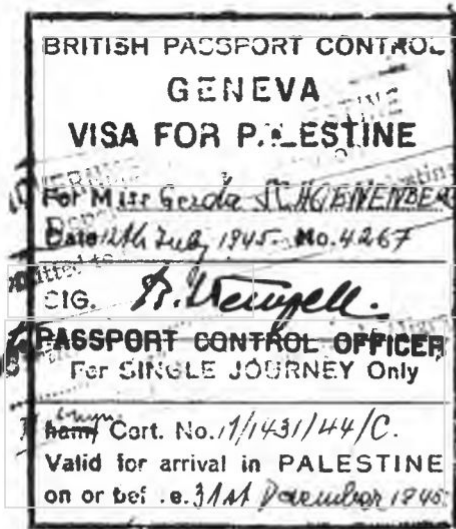 BRITISH PASSPORT CONTROL
GENEVA
VISA FOR PALESTINE
For Miss Gerda SCHOENENBERG
Date 12th July 1945. No. 4267
SIG.
PASSPORT CONTROL OFFICER
For SINGLE JOURNEY Only
Cert. No. 1/1431/44/C.
Valid for arrival in PALESTINE
on or before 31st December 1945